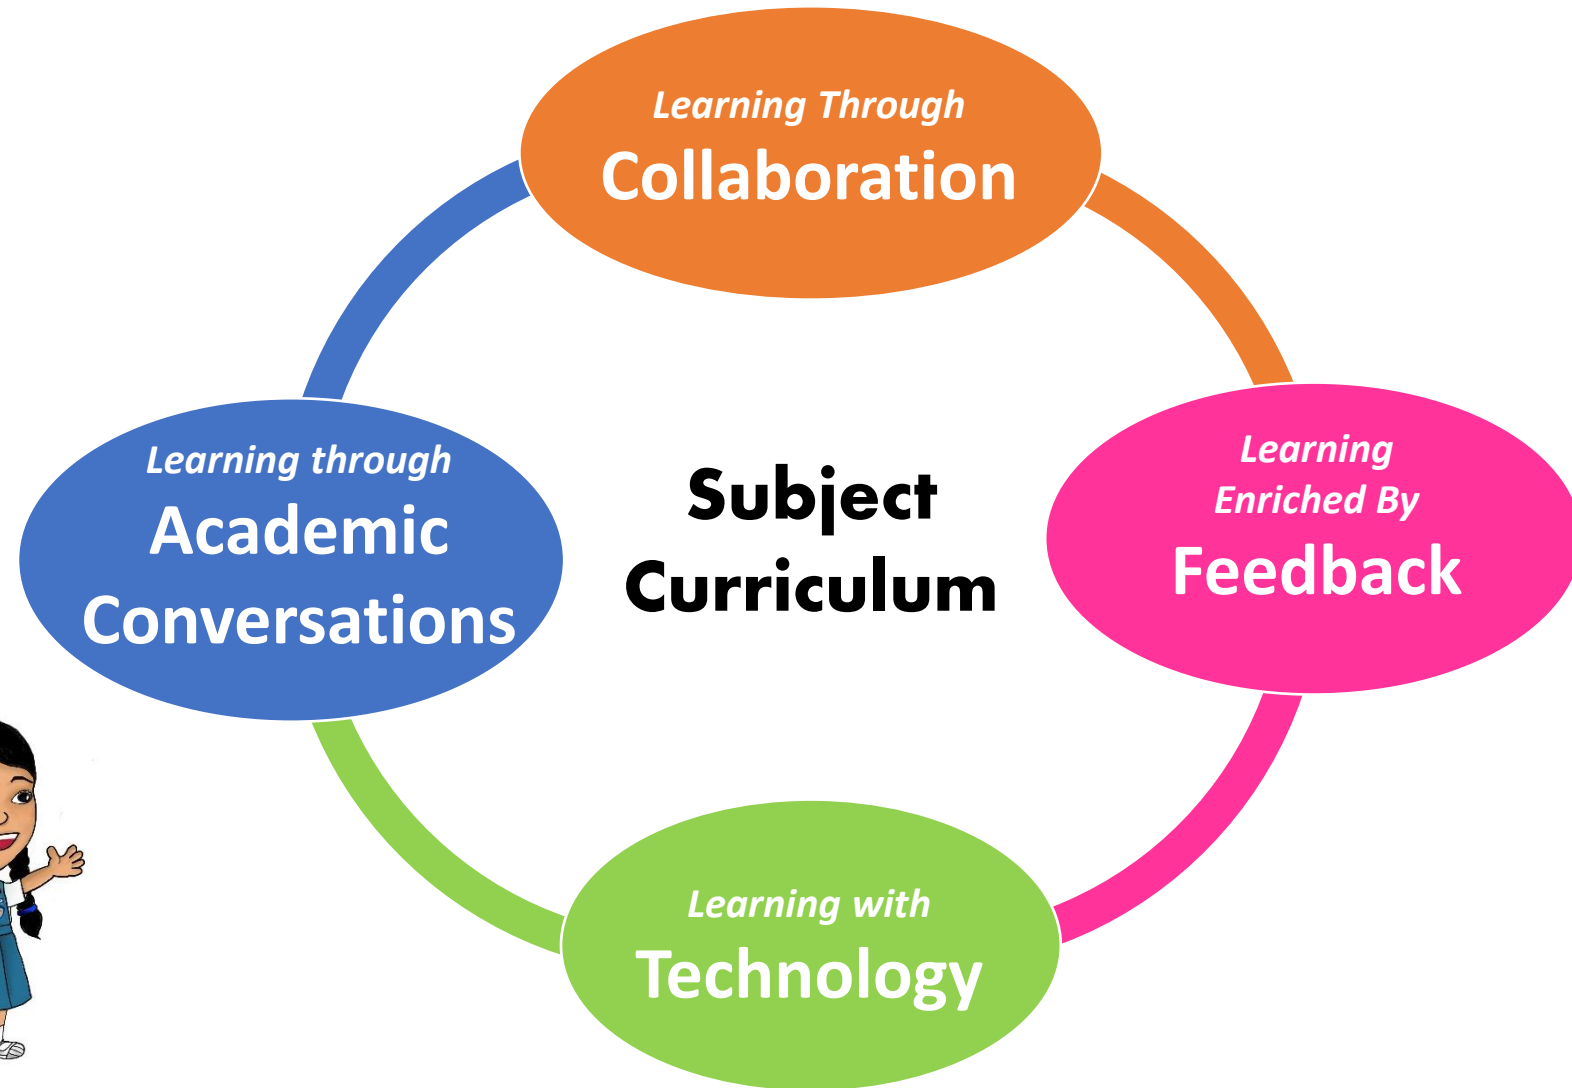 Learning Through
Collaboration
Learning through
Academic
Conversations
Subject
Curriculum
Learning
Enriched By
Feedback
Learning with
Technology